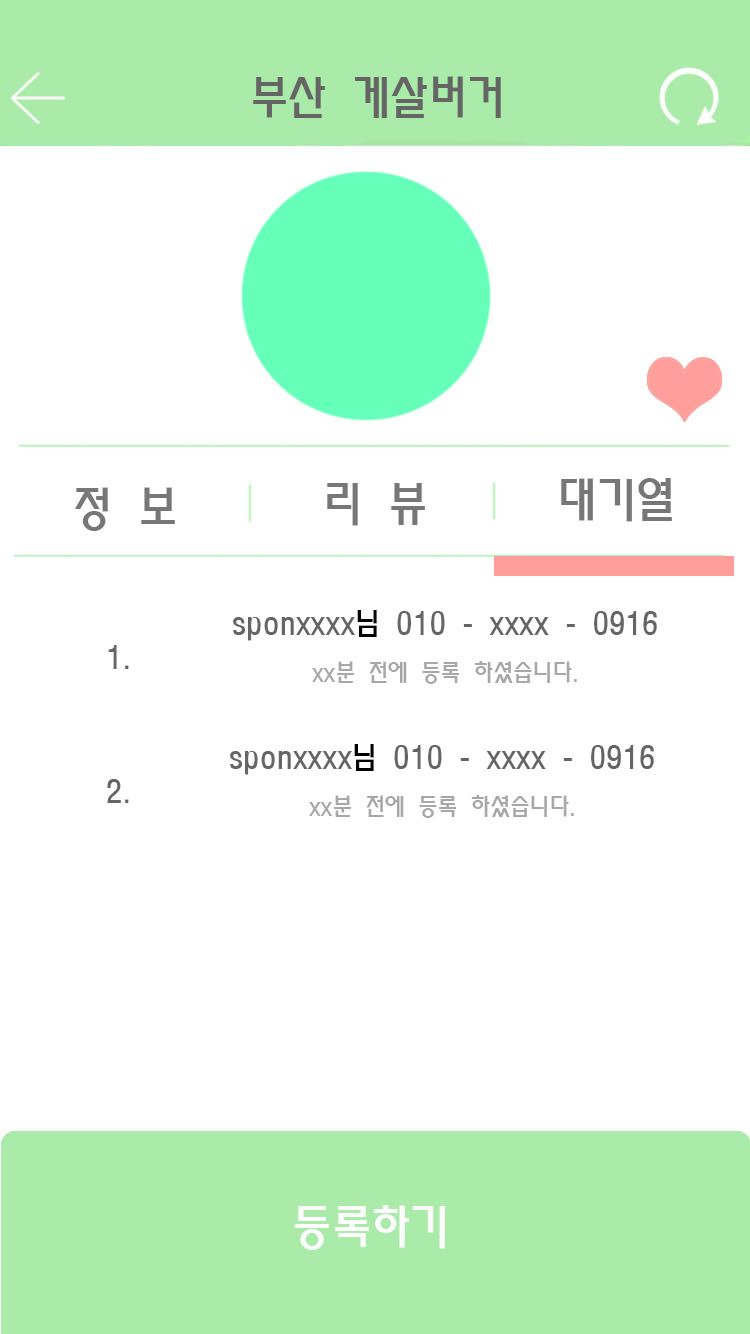 부산 게살버거
정 보 리 뷰 대기열
1.
sponxxxx님 010 - xxxx - 0916
xx분 전에 등록 하셨습니다.
2.
sponxxxx님 010 - xxxx - 0916
xx분 전에 등록 하셨습니다.
등록하기